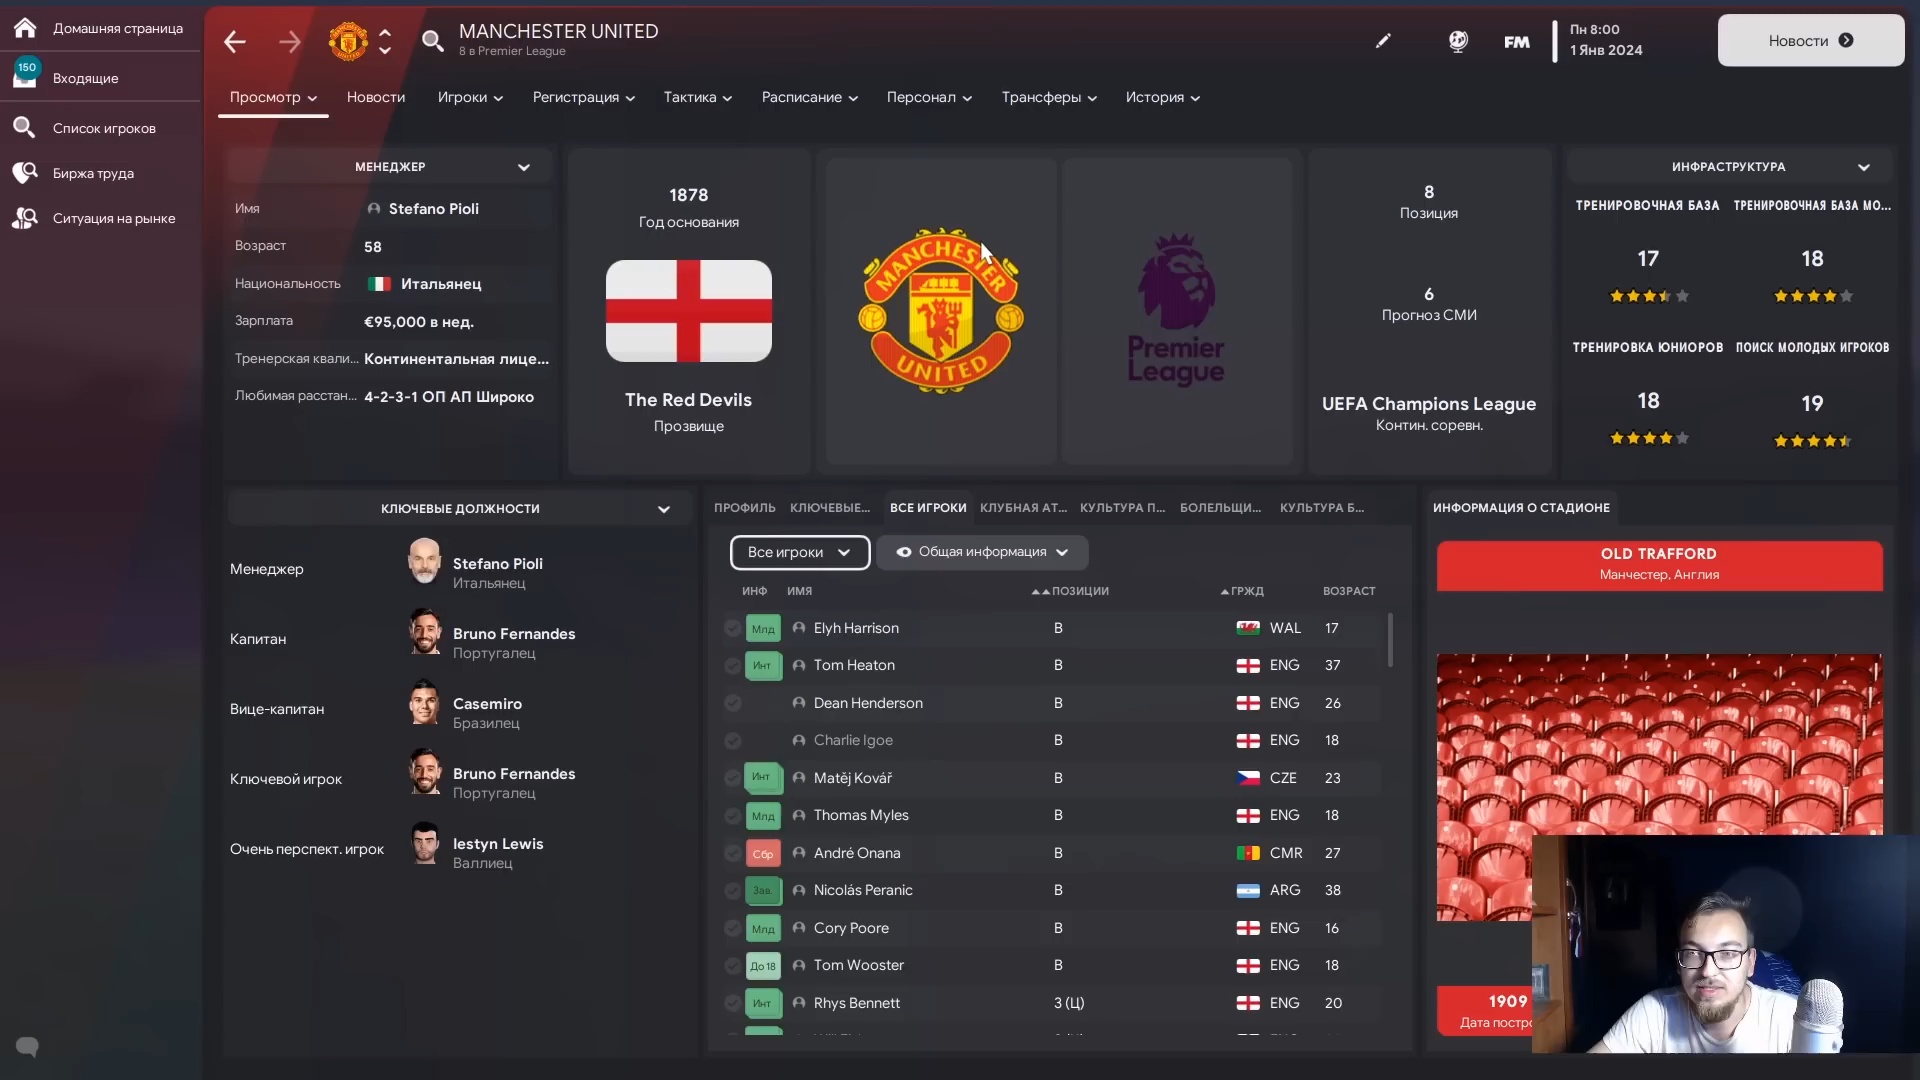 Домашняя страница
150
Входящие
Список игроков
Биржа труда
Ситуация на рынке
MANCHESTER UNITED
8 в Premier League
FM
Пн 8:00
1 Янв 2024
Новости
Просмотр
Новости
Игроки
Регистрация
Тактика
Расписание
Персонал
Трансферы
История
МЕНЕДЖЕР
Имя Stefano Pioli
Возраст 58
Национальность Итальянец
Зарплата €95,000 в нед.
Тренерская квали... Континентальная лице...
Любимая расстан... 4-2-3-1 ОП АП Широко
1878
Год основания
The Red Devils
Прозвище
MANCHESTER
UNITED
Premier
League
8
Позиция
6
Прогноз СМИ
UEFA Champions League
Контин. соревн.
ИНФРАСТРУКТУРА
ТРЕНИРОВОЧНАЯ БАЗА
17
ТРЕНИРОВОЧНАЯ БАЗА МО...
18
ТРЕНИРОВКА ЮНИОРОВ
18
ПОИСК МОЛОДЫХ ИГРОКОВ
19
КЛЮЧЕВЫЕ ДОЛЖНОСТИ
Менеджер Stefano Pioli
Итальянец
Капитан Bruno Fernandes
Португалец
Вице-капитан Casemiro
Бразилец
Ключевой игрок Bruno Fernandes
Португалец
Очень перспект. игрок Iestyn Lewis
Валлиец
ПРОФИЛЬ
КЛЮЧЕВЫЕ...
ВСЕ ИГРОКИ
КЛУБНАЯ АТ...
КУЛЬТУРА П...
БОЛЕЛЬЩИ...
КУЛЬТУРА Б...
Все игроки
Общая информация
ИНФ ИМЯ ПОЗИЦИИ ГРЖД ВОЗРАСТ
Млд Elyh Harrison В WAL 17
Инт Tom Heaton В ENG 37
Dean Henderson В ENG 26
Charlie Igoe В ENG 18
Инт Matěj Kovář В CZE 23
Млд Thomas Myles В ENG 18
Сбр André Onana В CMR 27
Зав. Nicolás Peranic В ARG 38
Млд Cory Poore В ENG 16
До 18 Tom Wooster В ENG 18
Инт Rhys Bennett З (Ц) ENG 20
ИНФОРМАЦИЯ О СТАДИОНЕ
OLD TRAFFORD
Манчестер, Англия
1909
Дата постро